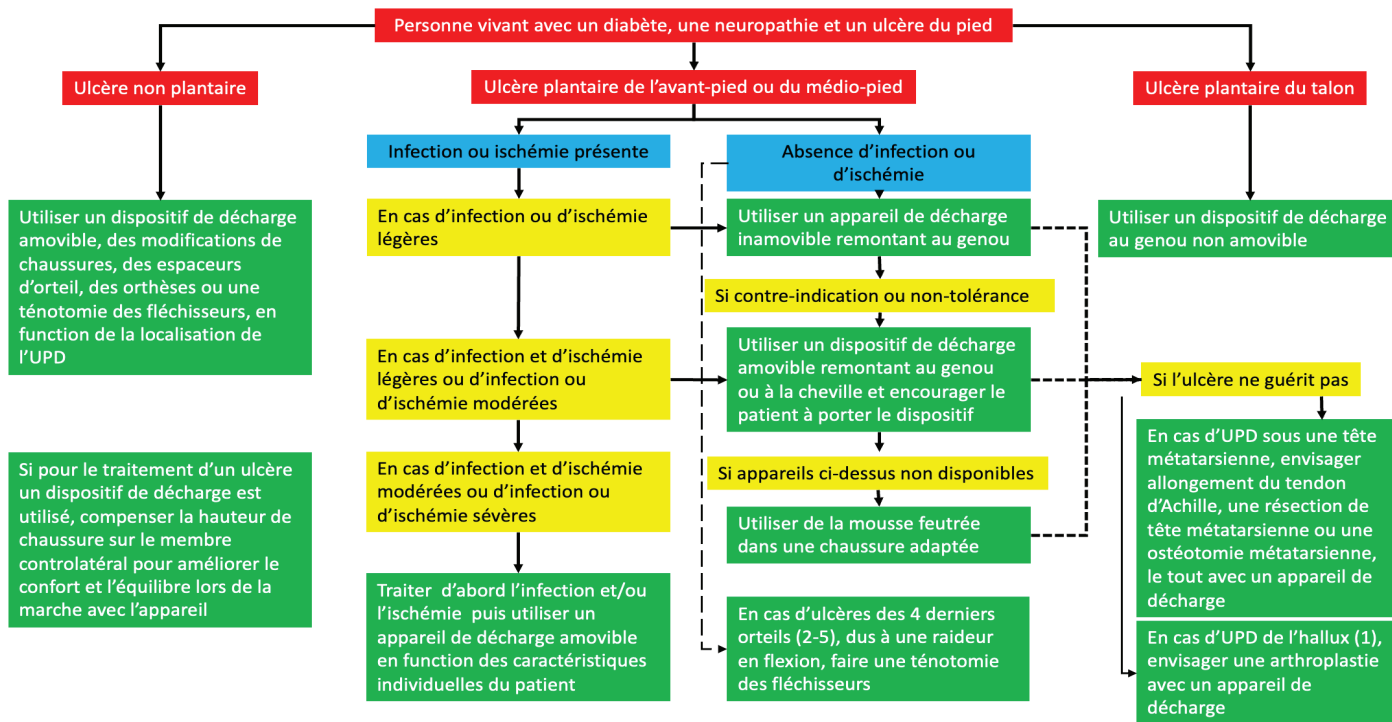 Personne vivant avec un diabète, une neuropathie et un ulcère du pied
Ulcère non plantaire
Ulcère plantaire de l’avant-pied ou du médio-pied
Ulcère plantaire du talon
Infection ou ischémie présente
Absence d’infection ou
d’ischémie
Utiliser un dispositif de décharge
amovible, des modifications de
chaussures, des espaceurs
d’orteil, des orthèses ou une
ténotomie des fléchisseurs, en
function de la localisation de
l’UPD
En cas d’infection ou d’ischémie
légères
Utiliser un appareil de décharge
inamovible remontant au genou
Utiliser un dispositif de décharge
au genou non amovible
Si contre-indication ou non-tolérance
En cas d’infection et d’ischémie
légères ou d’infection ou
d’ischémie modérées
Utiliser un dispositif de décharge
amovible remontant au genou
ou à la cheville et encourager le
patient à porter le dispositif
Si l’ulcère ne guérit pas
Si pour le traitement d’un ulcère
un dispositif de décharge est
utilisé, compenser la hauteur de
chaussure sur le membre
controlatéral pour améliorer le
confort et l’équilibre lors de la
marche avec l’appareil
En cas d’infection et d’ischémie
modérées ou d’infection ou
d’ischémie sévères
Si appareils ci-dessus non disponibles
Utiliser de la mousse feutrée
dans une chaussure adaptée
En cas d’UPD sous une tête
métatarsienne, envisager
allongement du tendon
d’Achille, une résection de
tête métatarsienne ou une
ostéotomie métatarsienne,
le tout avec un appareil de
décharge
Traiter d’abord l’infection et/ou
l’ischémie puis utiliser un
appareil de décharge amovible
en function des caractéristiques
individuelles du patient
En cas d’ulcères des 4 derniers
orteils (2-5), dus à une raideur
en flexion, faire une ténotomie
des fléchisseurs
En cas d’UPD de l’hallux (1),
envisager une arthroplastie
avec un appareil de
décharge